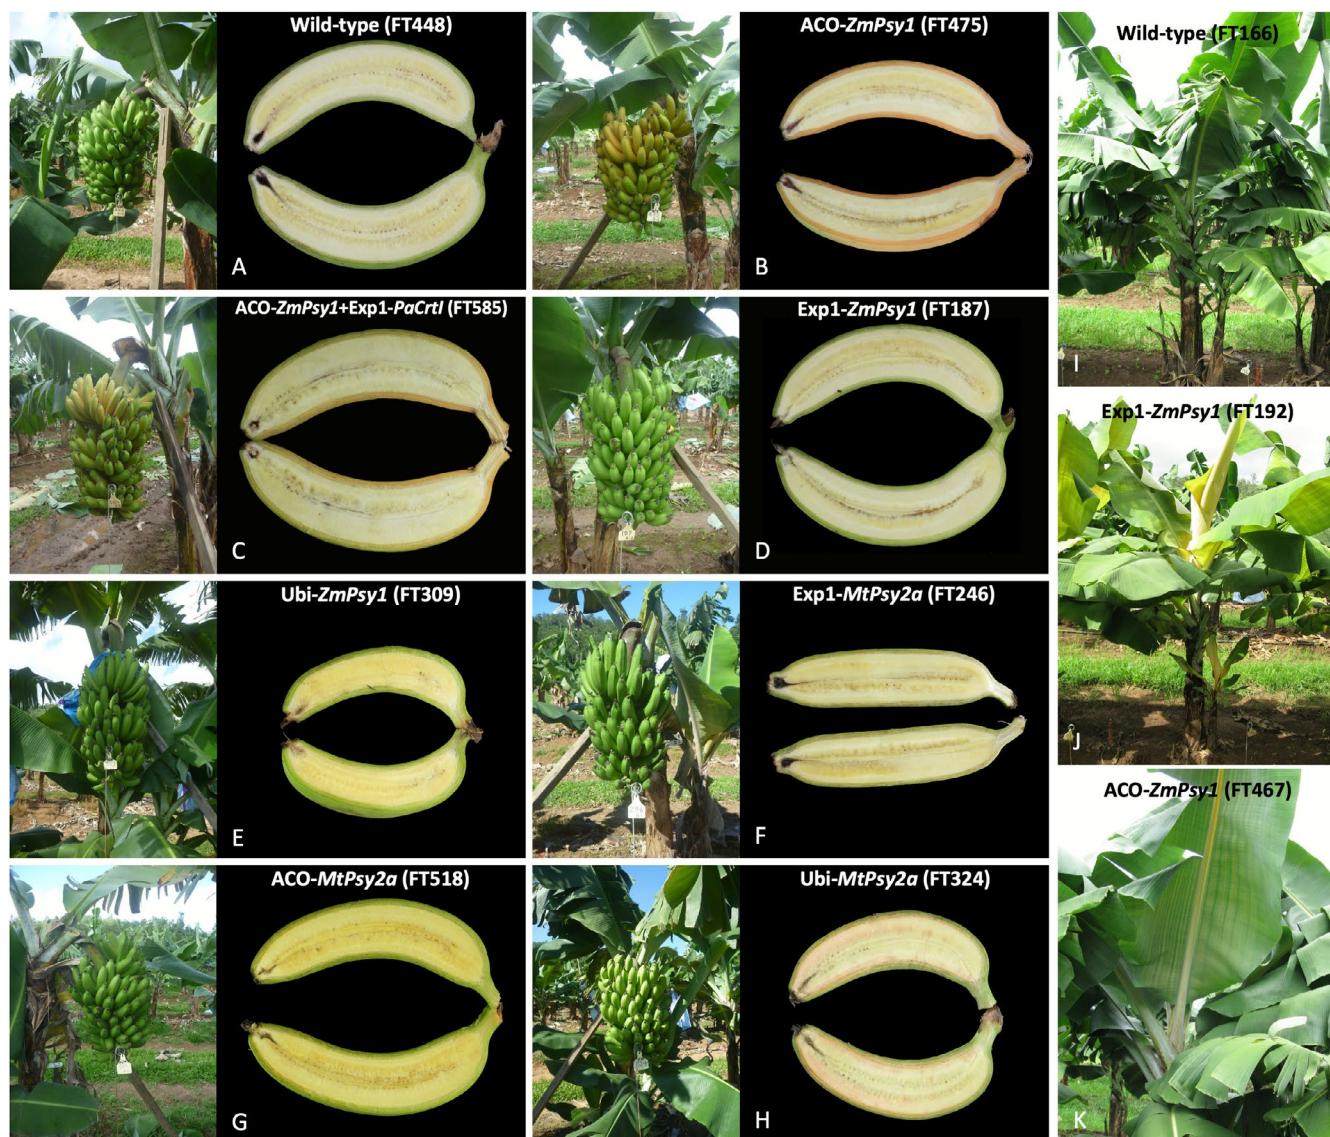 Wild-type (FT448)
A
ACO-ZmPsy1 (FT475)
B
Wild-type (FT166)
I
ACO-ZmPsy1+Exp1-PaCrtI (FT585)
C
Exp1-ZmPsy1 (FT187)
D
Exp1-ZmPsy1 (FT192)
J
Ubi-ZmPsy1 (FT309)
E
Exp1-MtPsy2a (FT246)
F
ACO-ZmPsy1 (FT467)
K
ACO-MtPsy2a (FT518)
G
Ubi-MtPsy2a (FT324)
H